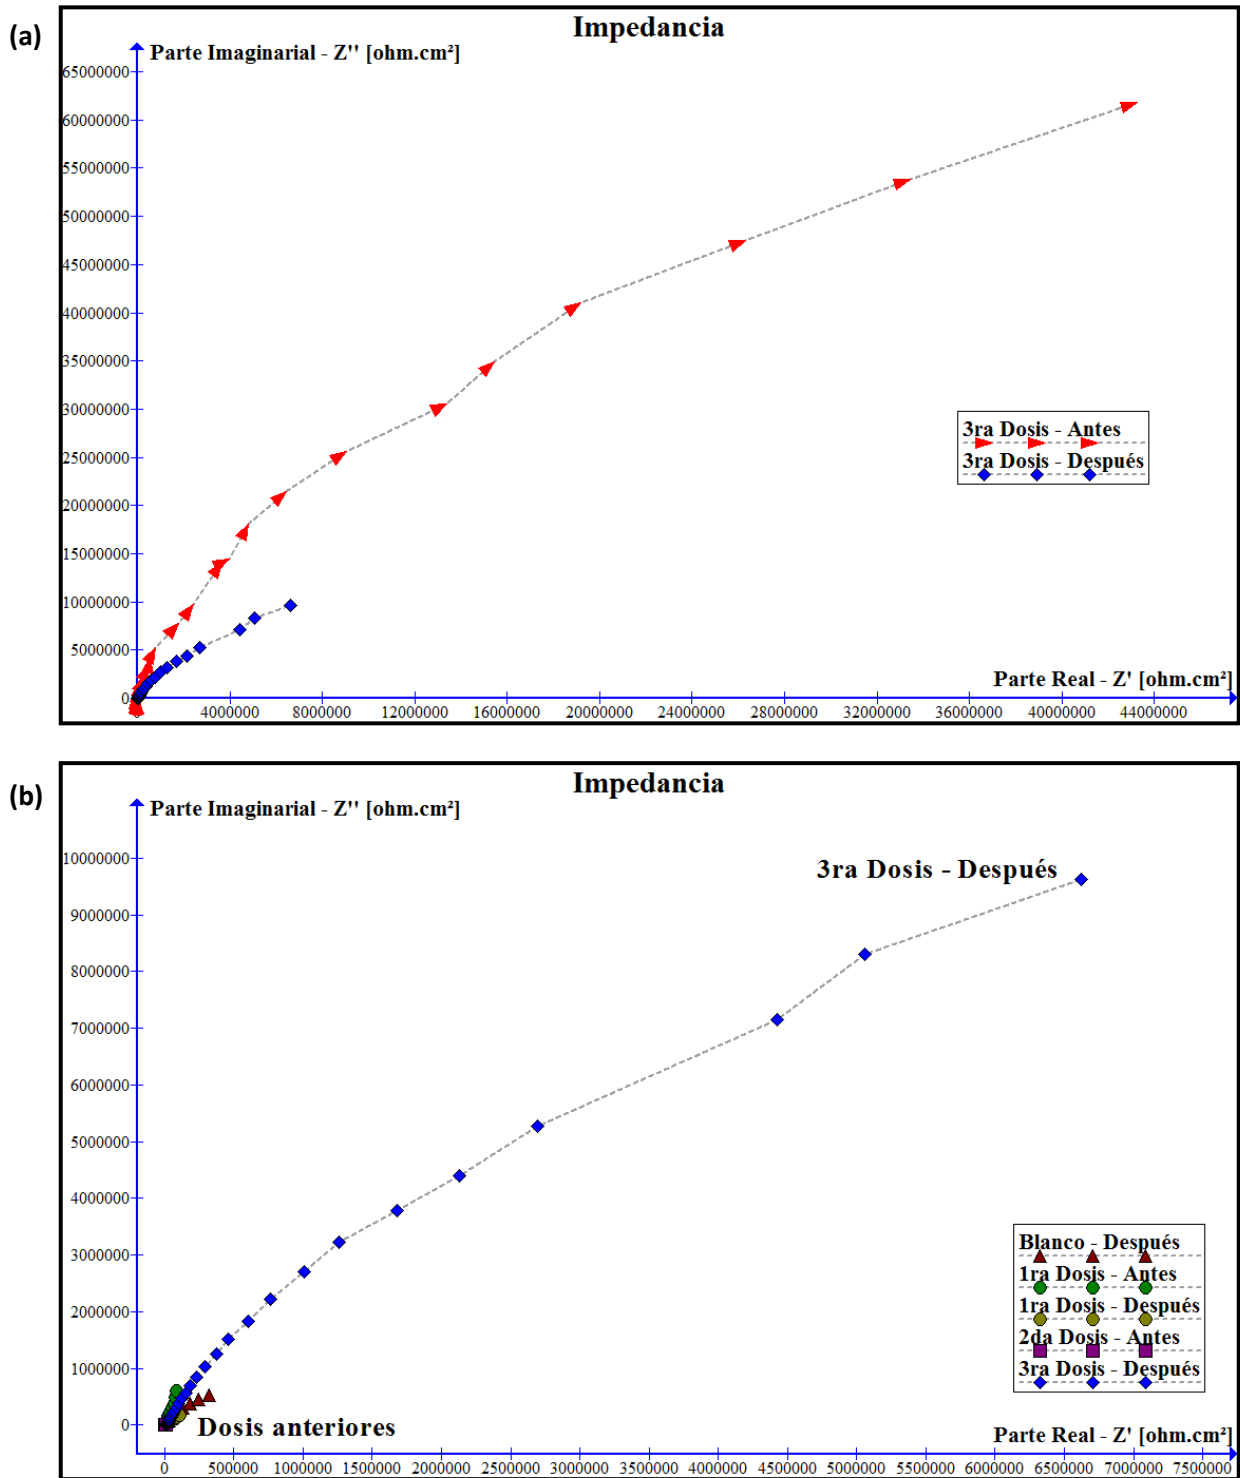 (a)
Impedancia
Parte Imaginarial - Z'' [ohm.cm²]
65000000
60000000
55000000
50000000
45000000
40000000
35000000
30000000
25000000
20000000
15000000
10000000
5000000
0
3ra Dosis - Antes
3ra Dosis - Después
Parte Real - Z' [ohm.cm²]
0 4000000 8000000 12000000 16000000 20000000 24000000 28000000 32000000 36000000 40000000 44000000
(b)
Impedancia
Parte Imaginarial - Z'' [ohm.cm²]
10000000
9000000
8000000
7000000
6000000
5000000
4000000
3000000
2000000
1000000
0
3ra Dosis - Después
Blanco - Después
1ra Dosis - Antes
1ra Dosis - Después
2da Dosis - Antes
3ra Dosis - Después
Dosis anteriores
Parte Real - Z' [ohm.cm²]
0 500000 1000000 1500000 2000000 2500000 3000000 3500000 4000000 4500000 5000000 5500000 6000000 6500000 7000000 7500000